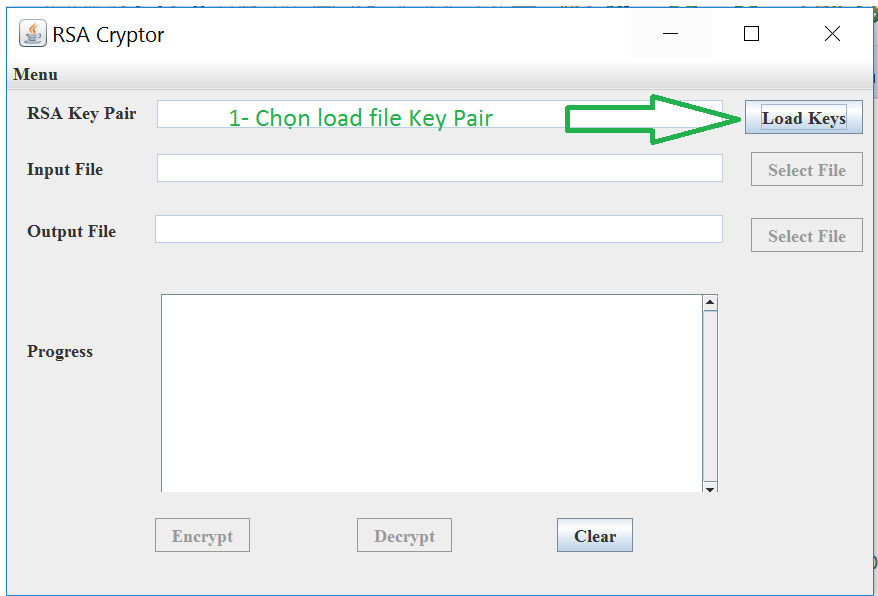 RSA Cryptor
Menu
RSA Key Pair
1- Chọn load file Key Pair
Load Keys
Input File
Select File
Output File
Select File
Progress
Encrypt
Decrypt
Clear